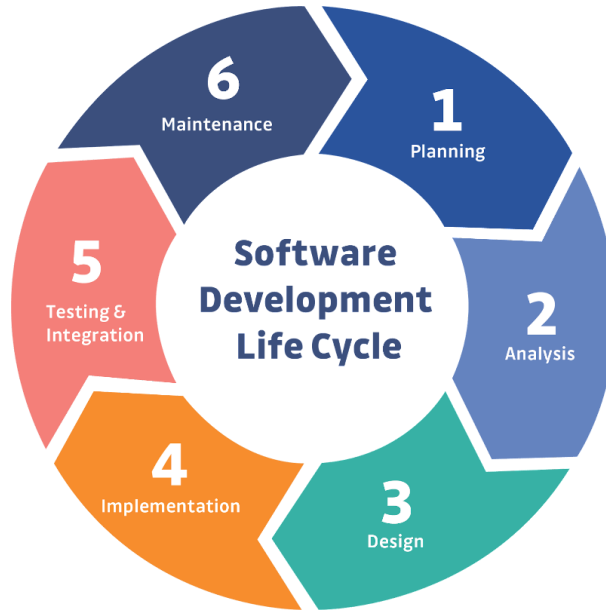 Software
Development
Life Cycle
1
Planning
2
Analysis
3
Design
4
Implementation
5
Testing &
Integration
6
Maintenance